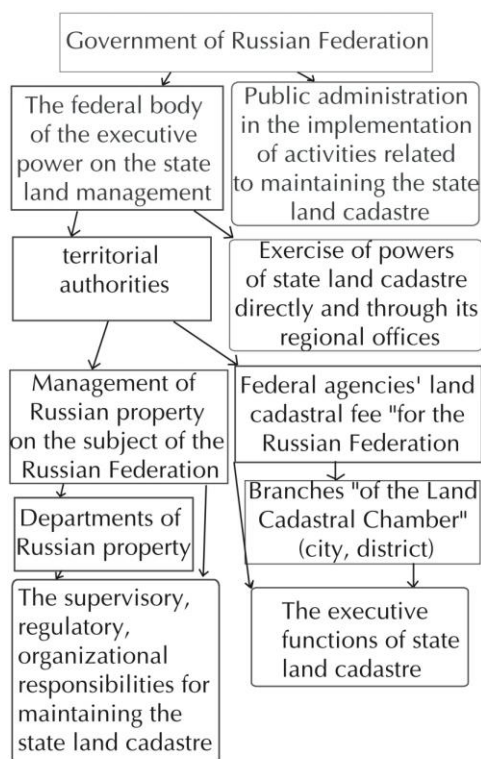 Government of Russian Federation
The federal body
of the executive
power on the state
land management
Public administration
in the implementation
of activities related
to maintaining the state
land cadastre
territorial
authorities
Exercise of powers
of state land cadastre
directly and through its
regional offices
Management of
Russian property
on the subject of the
Russian Federation
Federal agencies' land
cadastral fee "for the
Russian Federation
Departments of
Russian property
Branches "of the Land
Cadastral Chamber"
(city, district)
The supervisory,
regulatory,
organizational
responsibilities for
maintaining the
state land cadastre
The executive
functions of state
land cadastre